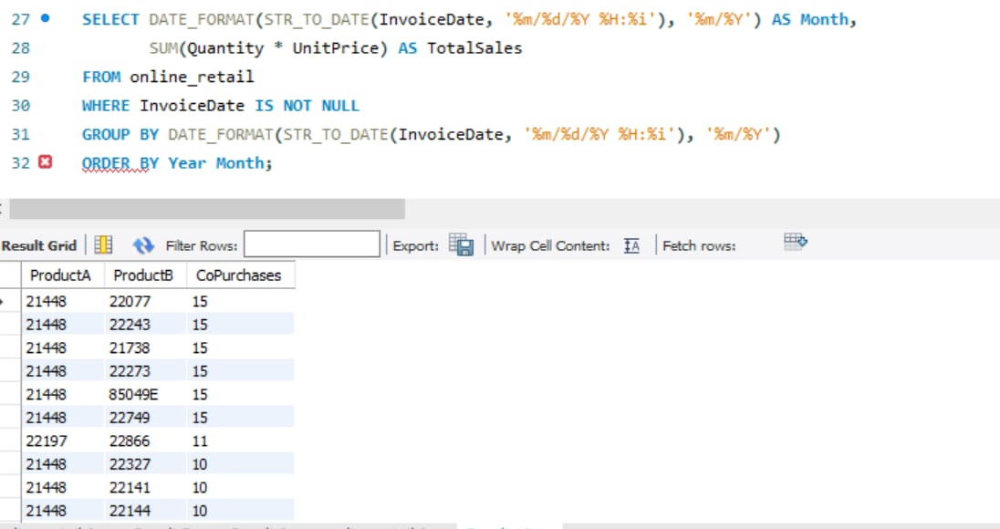 27 SELECT DATE_FORMAT(STR_TO_DATE(InvoiceDate, '%m/%d/%Y %H:%i'), '%m/%Y') AS Month,
28 SUM(Quantity * UnitPrice) AS TotalSales
29 FROM online_retail
30 WHERE InvoiceDate IS NOT NULL
31 GROUP BY DATE_FORMAT(STR_TO_DATE(InvoiceDate, '%m/%d/%Y %H:%i'), '%m/%Y')
32 ORDER BY Year Month;
Result Grid Filter Rows: Export: Wrap Cell Content: Fetch rows:
ProductA ProductB CoPurchases
21448 22077 15
21448 22243 15
21448 21738 15
21448 22273 15
21448 85049E 15
21448 22749 15
22197 22866 11
21448 22327 10
21448 22141 10
21448 22144 10